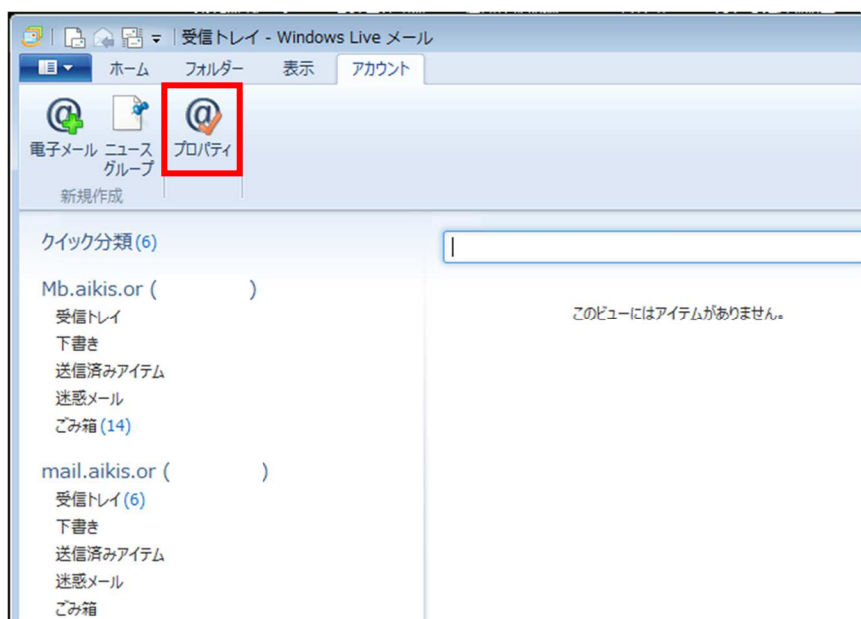 受信トレイ - Windows Live メール
ホーム フォルダー 表示 アカウント
電子メール ニュース グループ プロパティ
新規作成
クイック分類 (6)
このビューにはアイテムがありません。
Mb.aikis.or ( )
受信トレイ
下書き
送信済みアイテム
迷惑メール
ごみ箱 (14)
mail.aikis.or ( )
受信トレイ (6)
下書き
送信済みアイテム
迷惑メール
ごみ箱